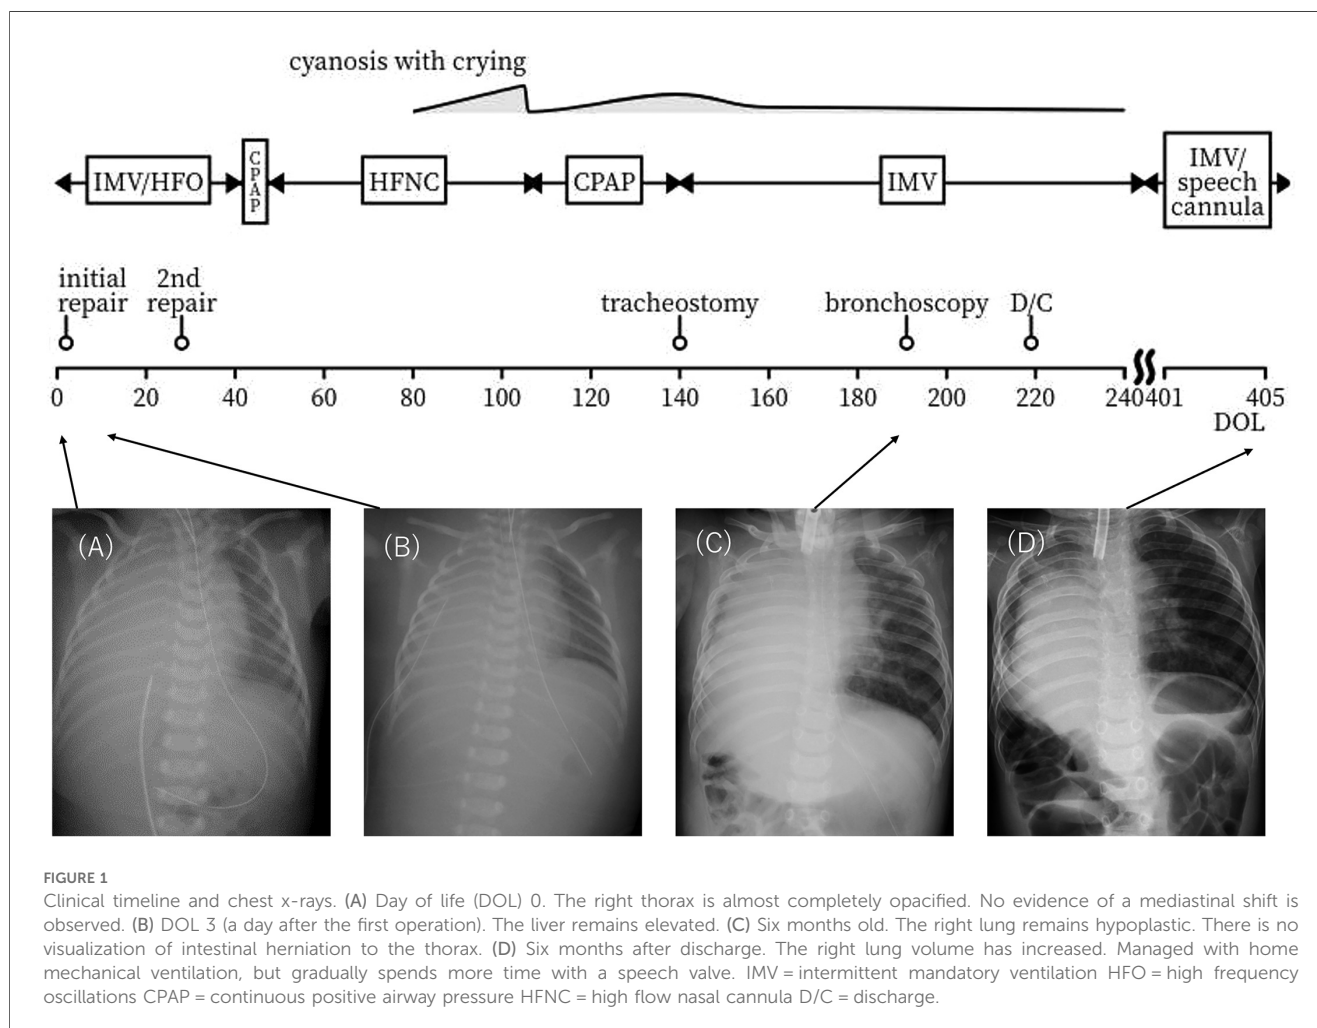 cyanosis with crying
IMV/HFO
CPAP
HFNC
CPAP
IMV
IMV/
speech
cannula
initial
repair
2nd
repair
tracheostomy
bronchoscopy
D/C
0 20 40 60 80 100 120 140 160 180 200 220 240 401 405
DOL
(A)
(B)
(C)
(D)
FIGURE 1
Clinical timeline and chest x-rays. (A) Day of life (DOL) 0. The right thorax is almost completely opacified. No evidence of a mediastinal shift is
observed. (B) DOL 3 (a day after the first operation). The liver remains elevated. (C) Six months old. The right lung remains hypoplastic. There is no
visualization of intestinal herniation to the thorax. (D) Six months after discharge. The right lung volume has increased. Managed with home
mechanical ventilation, but gradually spends more time with a speech valve. IMV = intermittent mandatory ventilation HFO = high frequency
oscillations CPAP = continuous positive airway pressure HFNC = high flow nasal cannula D/C = discharge.